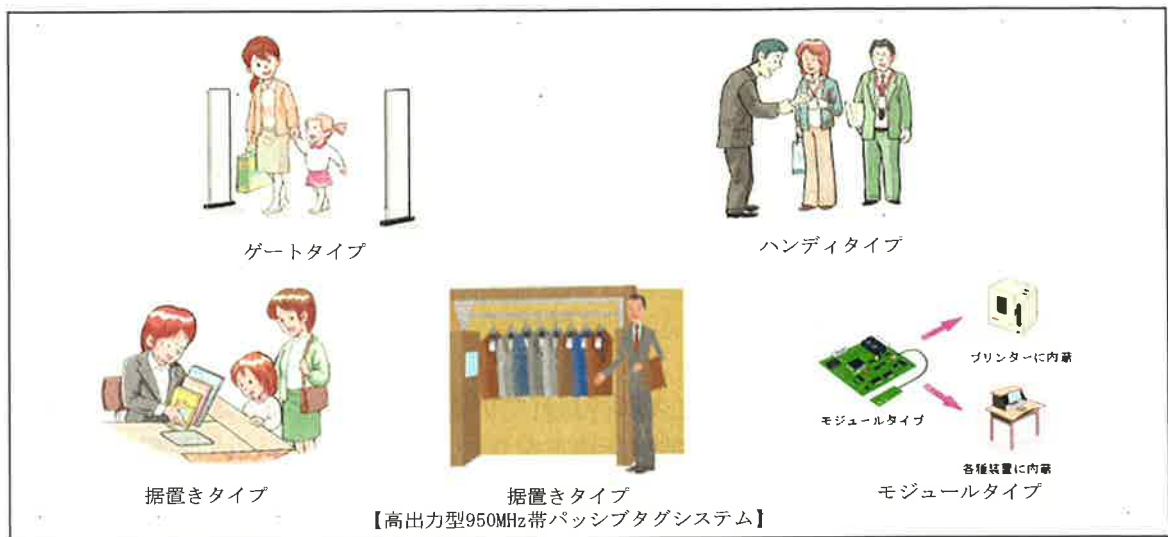 ゲートタイプ
ハンディタイプ
プリンターに内蔵
モジュールタイプ
各種装置に内蔵
据置きタイプ
据置きタイプ
モジュールタイプ
【高出力型950MHz帯パッシブタグシステム】